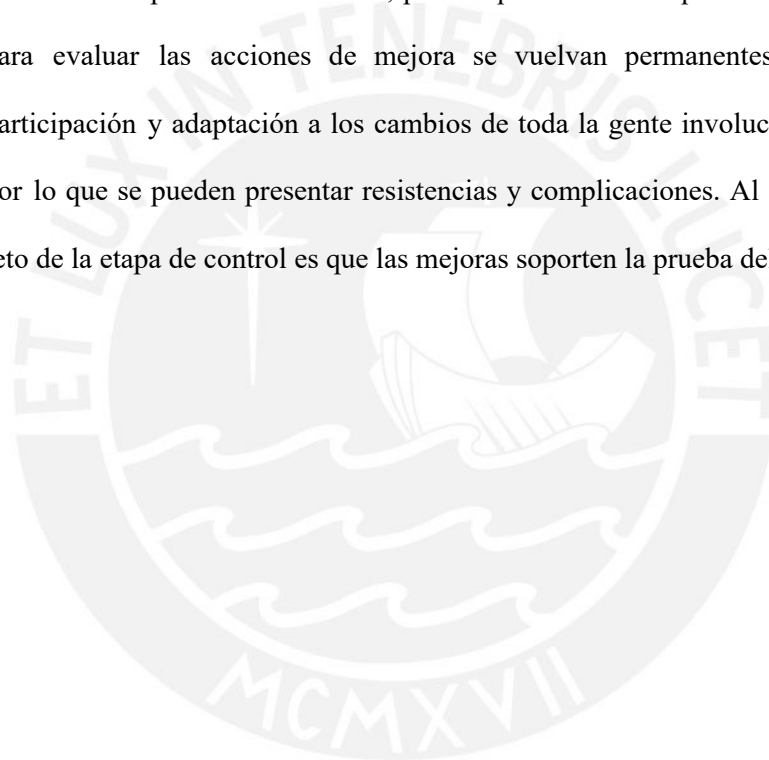 ara evaluar las acciones de mejora se vuelvan permanentes
articipación y adaptación a los cambios de toda la gente involuc
or lo que se pueden presentar resistencias y complicaciones. Al
eto de la etapa de control es que las mejoras soporten la prueba de
ET LUX IN TENEBRIS LUCET
MCMXVII